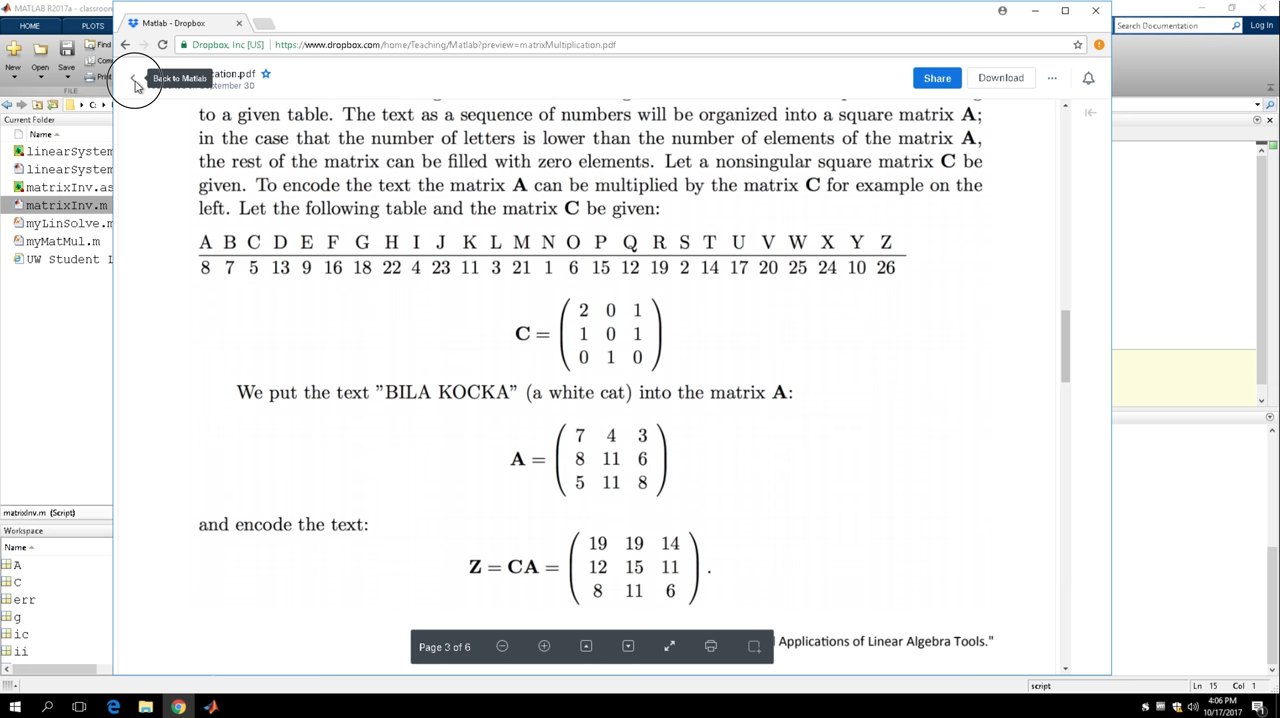 MATLAB R2017a - classroom
HOME PLOTS
Search Documentation Log In
New Open Save
FILE
Current Folder
Name
linearSystem
linearSystem
matrixInv.as
matrixInv.m
myLinSolve.m
myMatMul.m
UW Student
matrixInv.m (Script)
Workspace
Name
A
C
err
g
ic
ii
Matlab - Dropbox
Dropbox, Inc [US] https://www.dropbox.com/home/Teaching/Matlab?preview=matrixMultiplication.pdf
Back to Matlab
cation.pdf
September 30
Share Download
to a given table. The text as a sequence of numbers will be organized into a square matrix A;
in the case that the number of letters is lower than the number of elements of the matrix A,
the rest of the matrix can be filled with zero elements. Let a nonsingular square matrix C be
given. To encode the text the matrix A can be multiplied by the matrix C for example on the
left. Let the following table and the matrix C be given:
A B C D E F G H I J K L M N O P Q R S T U V W X Y Z
8 7 5 13 9 16 18 22 4 23 11 3 21 1 6 15 12 19 2 14 17 20 25 24 10 26
2 0 1
C = 1 0 1
0 1 0
We put the text "BILA KOCKA" (a white cat) into the matrix A:
7 4 3
A = 8 11 6
5 11 8
and encode the text:
19 19 14
Z = CA = 12 15 11 .
8 11 6
Page 3 of 6
Applications of Linear Algebra Tools."
script Ln 15 Col 1
4:06 PM
10/17/2017